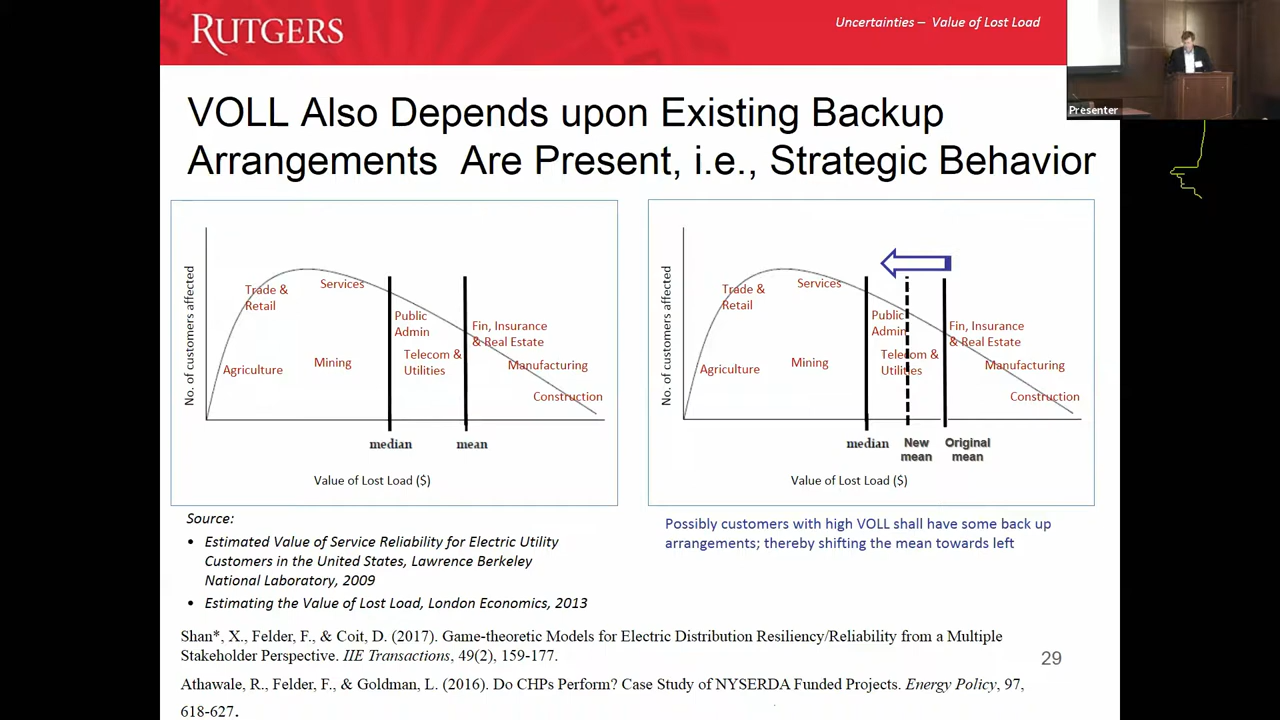 RUTGERS
Uncertainties – Value of Lost Load
Presenter
VOLL Also Depends upon Existing Backup
Arrangements Are Present, i.e., Strategic Behavior
No. of customers affected
Trade &
Retail
Services
Public
Admin
Fin, Insurance
& Real Estate
Agriculture
Mining
Telecom &
Utilities
Manufacturing
Construction
median
mean
Value of Lost Load ($)
No. of customers affected
Trade &
Retail
Services
Public
Admin
Fin, Insurance
& Real Estate
Agriculture
Mining
Telecom &
Utilities
Manufacturing
Construction
median
New
mean
Original
mean
Value of Lost Load ($)
Source:
• Estimated Value of Service Reliability for Electric Utility
Customers in the United States, Lawrence Berkeley
National Laboratory, 2009
• Estimating the Value of Lost Load, London Economics, 2013
Possibly customers with high VOLL shall have some back up
arrangements; thereby shifting the mean towards left
Shan*, X., Felder, F., & Coit, D. (2017). Game-theoretic Models for Electric Distribution Resiliency/Reliability from a Multiple
Stakeholder Perspective. IIE Transactions, 49(2), 159-177.
29
Athawale, R., Felder, F., & Goldman, L. (2016). Do CHPs Perform? Case Study of NYSERDA Funded Projects. Energy Policy, 97,
618-627.